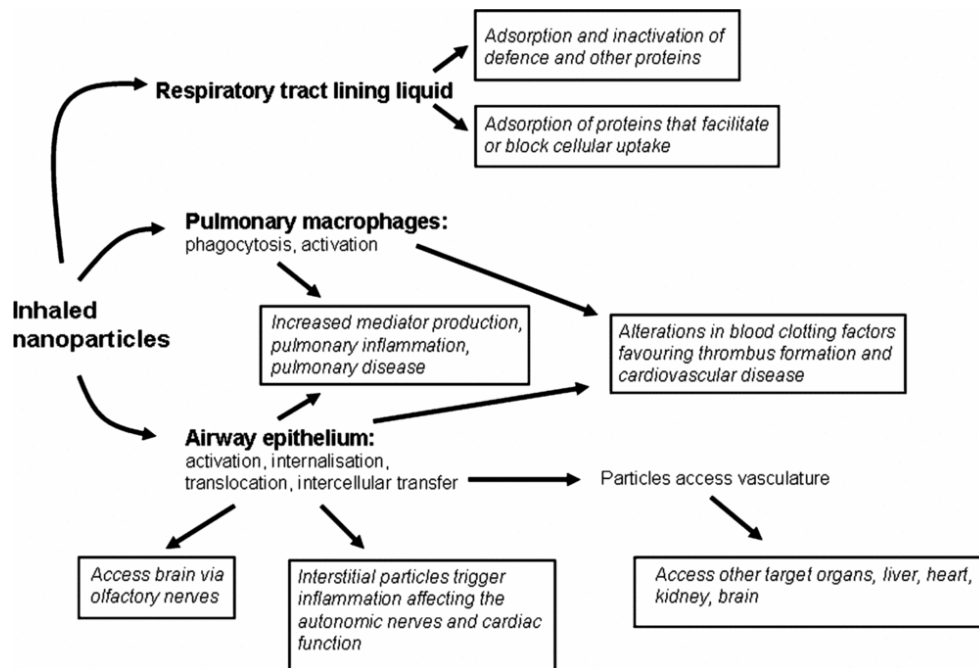 Adsorption and inactivation of
defence and other proteins
Respiratory tract lining liquid
Adsorption of proteins that facilitate
or block cellular uptake
Pulmonary macrophages:
phagocytosis, activation
Inhaled
nanoparticles
Increased mediator production,
pulmonary inflammation,
pulmonary disease
Alterations in blood clotting factors
favouring thrombus formation and
cardiovascular disease
Airway epithelium:
activation, internalisation,
translocation, intercellular transfer
Particles access vasculature
Access brain via
olfactory nerves
Interstitial particles trigger
inflammation affecting the
autonomic nerves and cardiac
function
Access other target organs, liver, heart,
kidney, brain